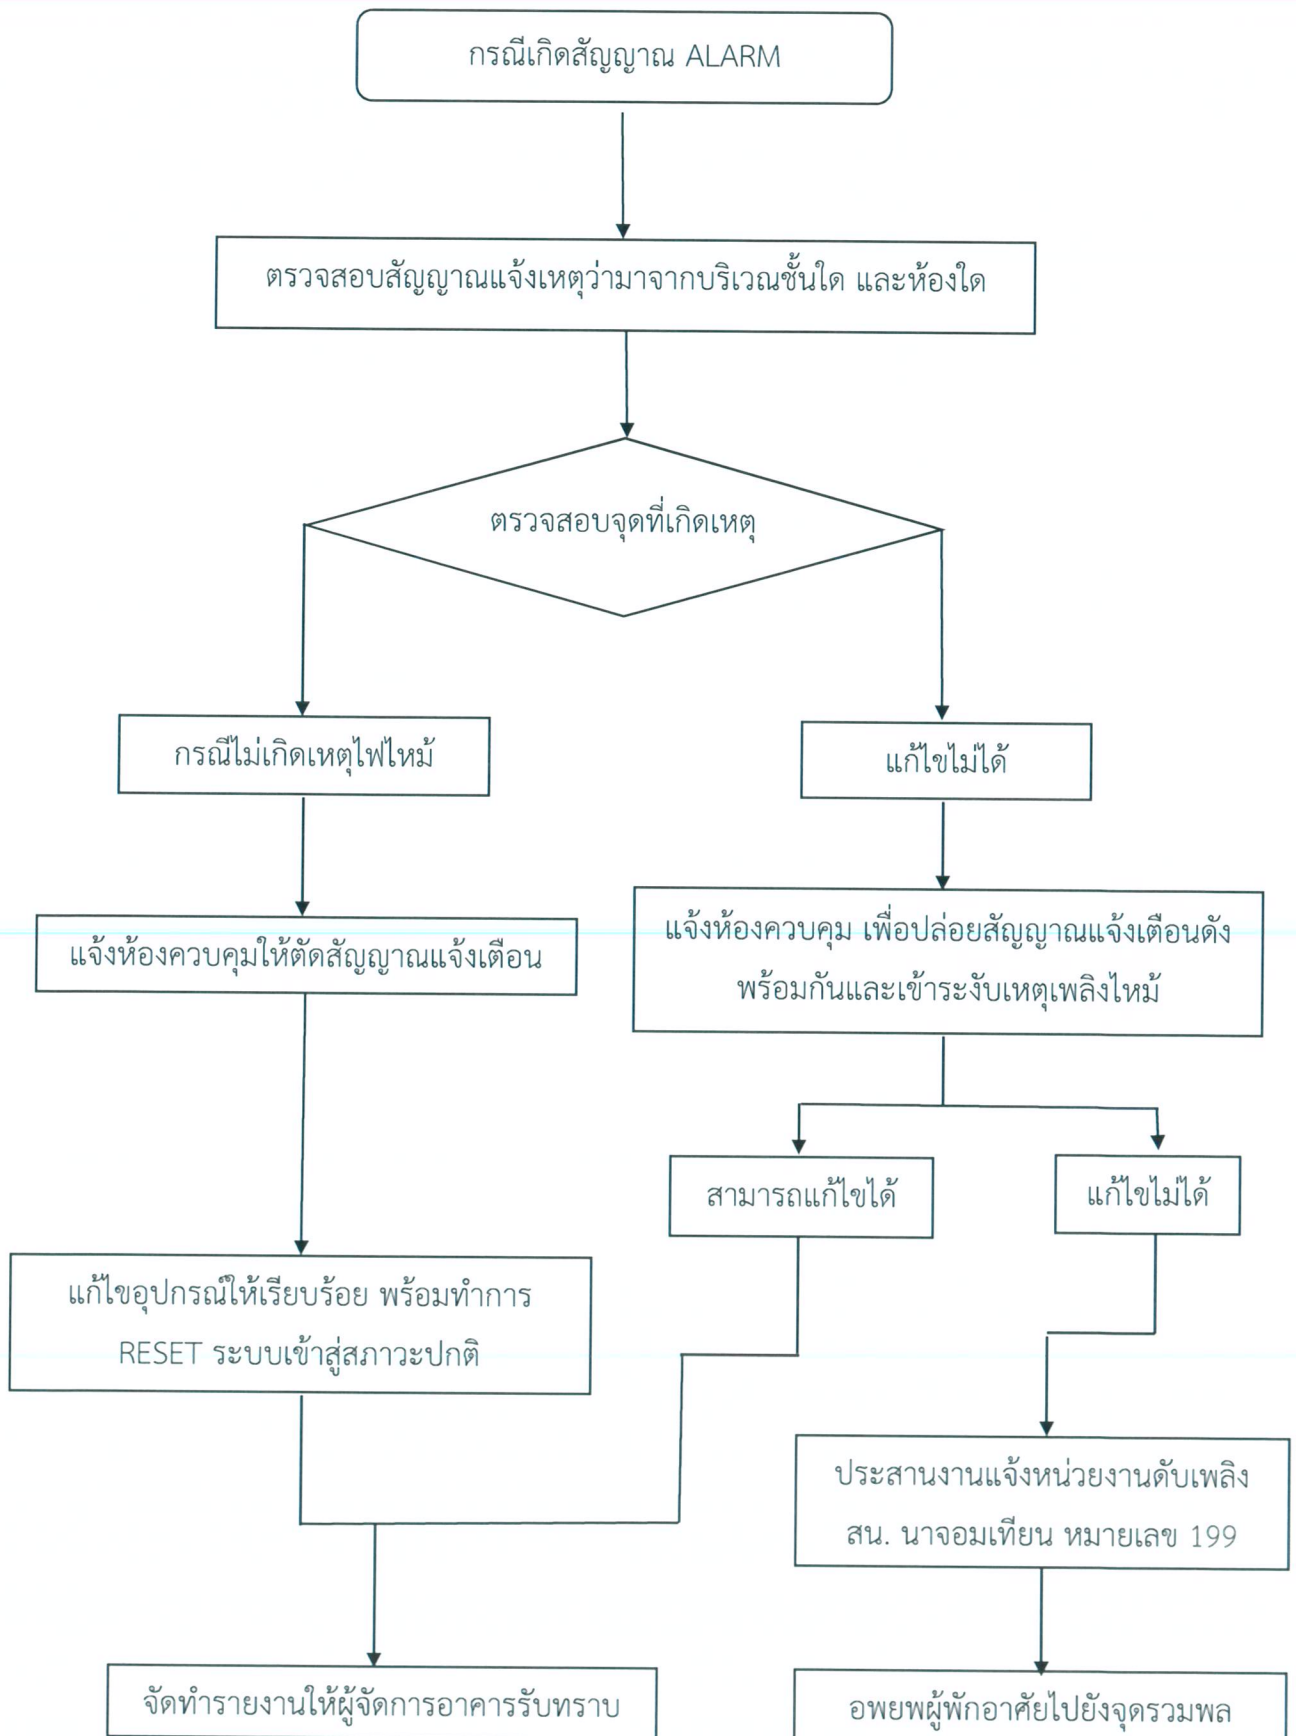 กรณีเกิดสัญญาณ ALARM
ตรวจสอบสัญญาณแจ้งเหตุว่ามาจากบริเวณชั้นใด และห้องใด
ตรวจสอบจุดที่เกิดเหตุ
กรณีไม่เกิดเหตุไฟไหม้
แก้ไขไม่ได้
แจ้งห้องควบคุมให้ตัดสัญญาณแจ้งเตือน
แจ้งห้องควบคุม เพื่อปล่อยสัญญาณแจ้งเตือนดัง
พร้อมกันและเข้าระงับเหตุเพลิงไหม้
สามารถแก้ไขได้
แก้ไขไม่ได้
แก้ไขอุปกรณ์ให้เรียบร้อย พร้อมทำการ
RESET ระบบเข้าสู่สภาวะปกติ
ประสานงานแจ้งหน่วยงานดับเพลิง
สน. นาจอมเทียน หมายเลข 199
จัดทำรายงานให้ผู้จัดการอาคารรับทราบ
อพยพผู้พักอาศัยไปยังจุดรวมพล